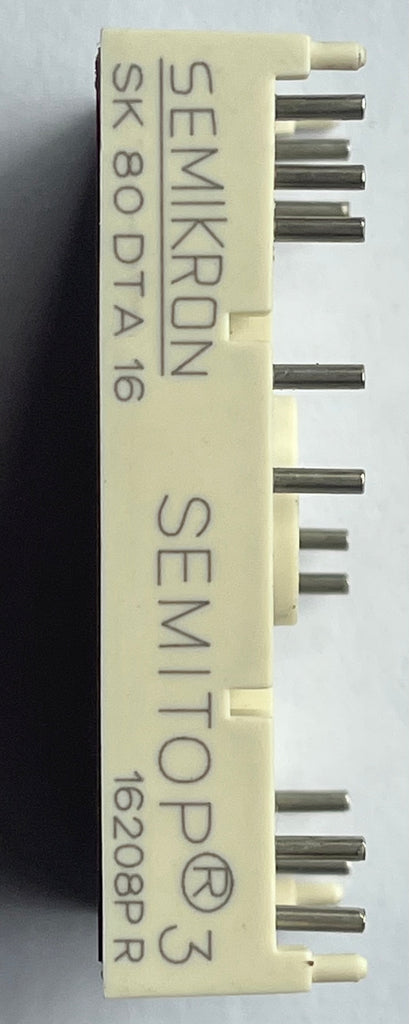 SEMIKRON SEMITOP® 3
SK 80 DTA 16 16208P R